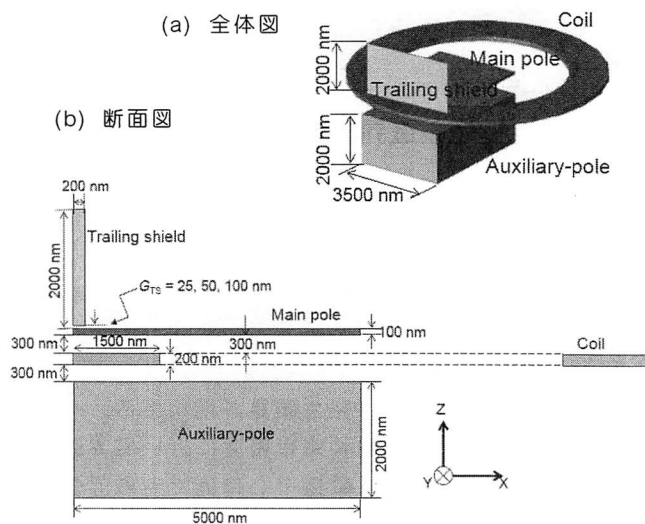 (a) 全体図
Coil
2000 nm
Main pole
Trailing shield
2000 nm
Auxiliary-pole
3500 nm
(b) 断面図
200 nm
2000 nm
Trailing shield
G_TS = 25, 50, 100 nm
Main pole
100 nm
300 nm
1500 nm
300 nm
200 nm
Coil
300 nm
Auxiliary-pole
2000 nm
Z
Y
X
5000 nm